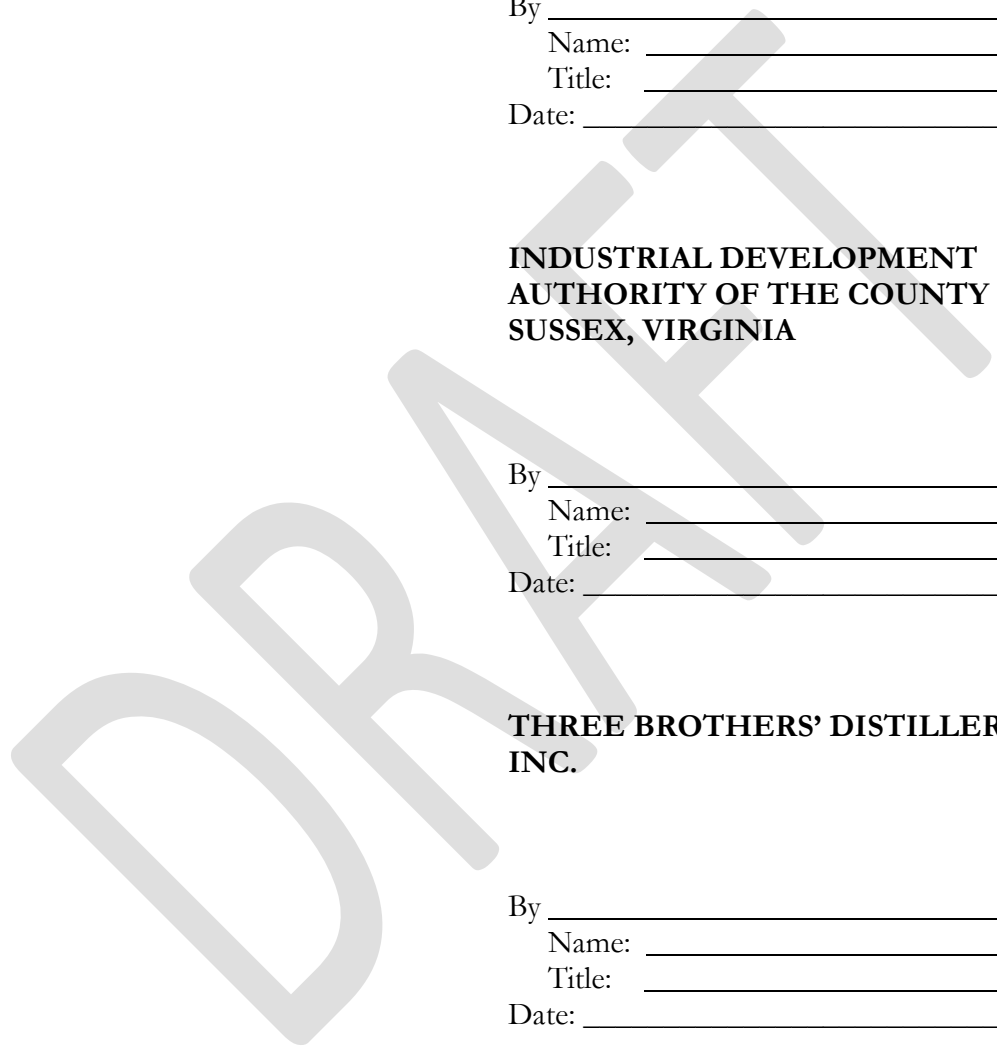 By
Name:
Title:
Date:
INDUSTRIAL DEVELOPMENT
AUTHORITY OF THE COUNTY
SUSSEX, VIRGINIA
By
Name:
Title:
Date:
THREE BROTHERS’ DISTILLER
INC.
By
Name:
Title:
Date:
DRAFT